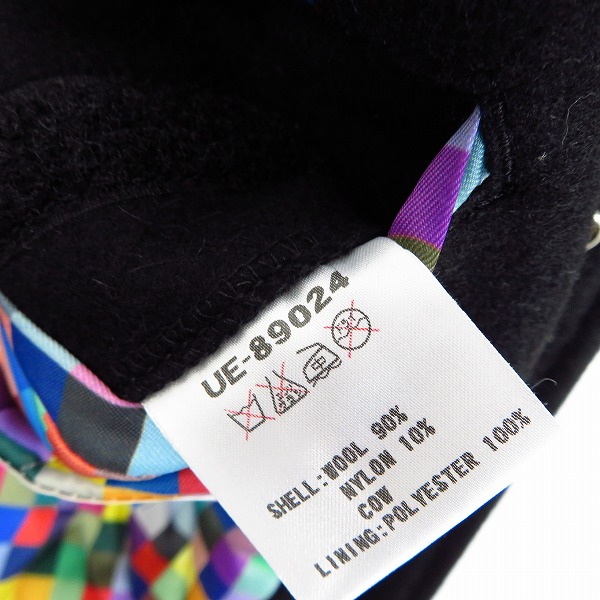 UE-89024
SHELL:WOOL 90%
NYLON 10%
COW
LINING:POLYESTER 100%